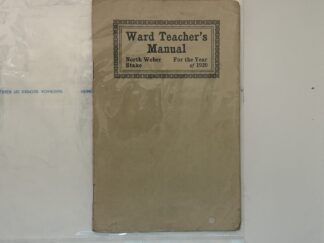 Ward Teacher's
Manual
North Weber For the Year
Stake of 1920